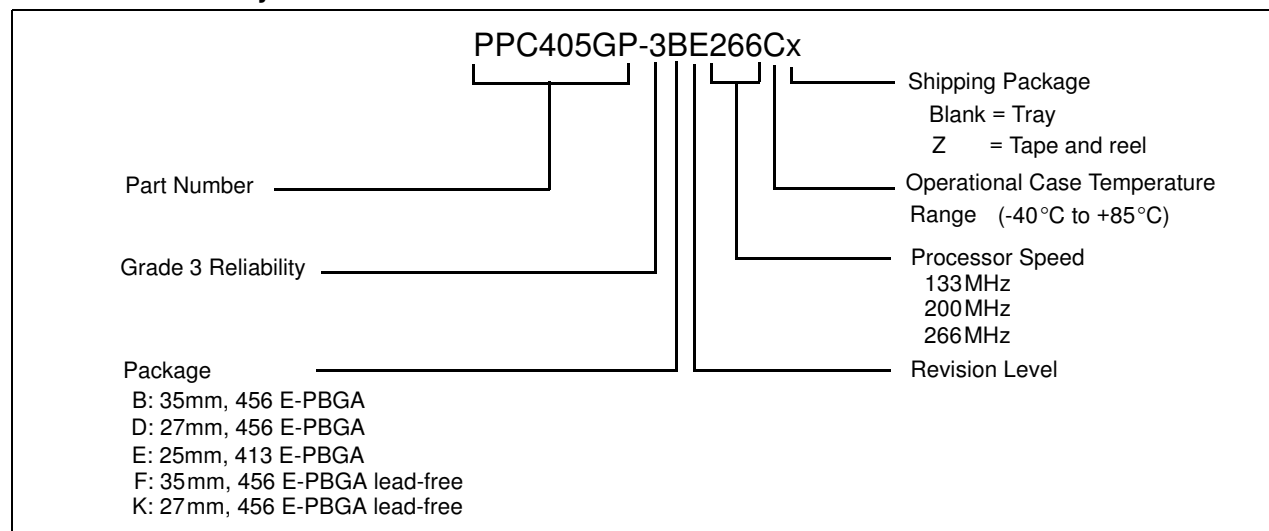 PPC405GP-3BE266Cx
Shipping Package
Blank = Tray
Z = Tape and reel
Part Number
Operational Case Temperature
Range (-40°C to +85°C)
Grade 3 Reliability
Processor Speed
133MHz
200MHz
266MHz
Package
Revision Level
B: 35mm, 456 E-PBGA
D: 27mm, 456 E-PBGA
E: 25mm, 413 E-PBGA
F: 35mm, 456 E-PBGA lead-free
K: 27mm, 456 E-PBGA lead-free